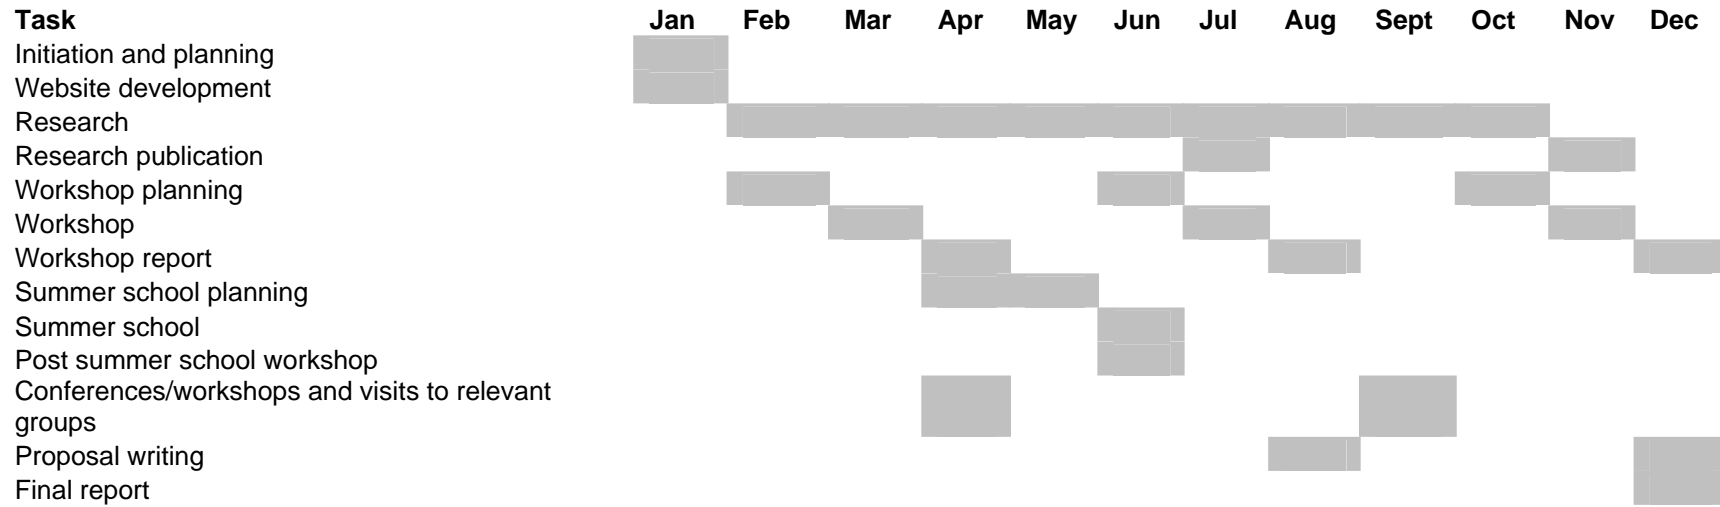 Task Jan Feb Mar Apr May Jun Jul Aug Sept Oct Nov Dec
Initiation and planning
Website development
Research
Research publication
Workshop planning
Workshop
Workshop report
Summer school planning
Summer school
Post summer school workshop
Conferences/workshops and visits to relevant
groups
Proposal writing
Final report